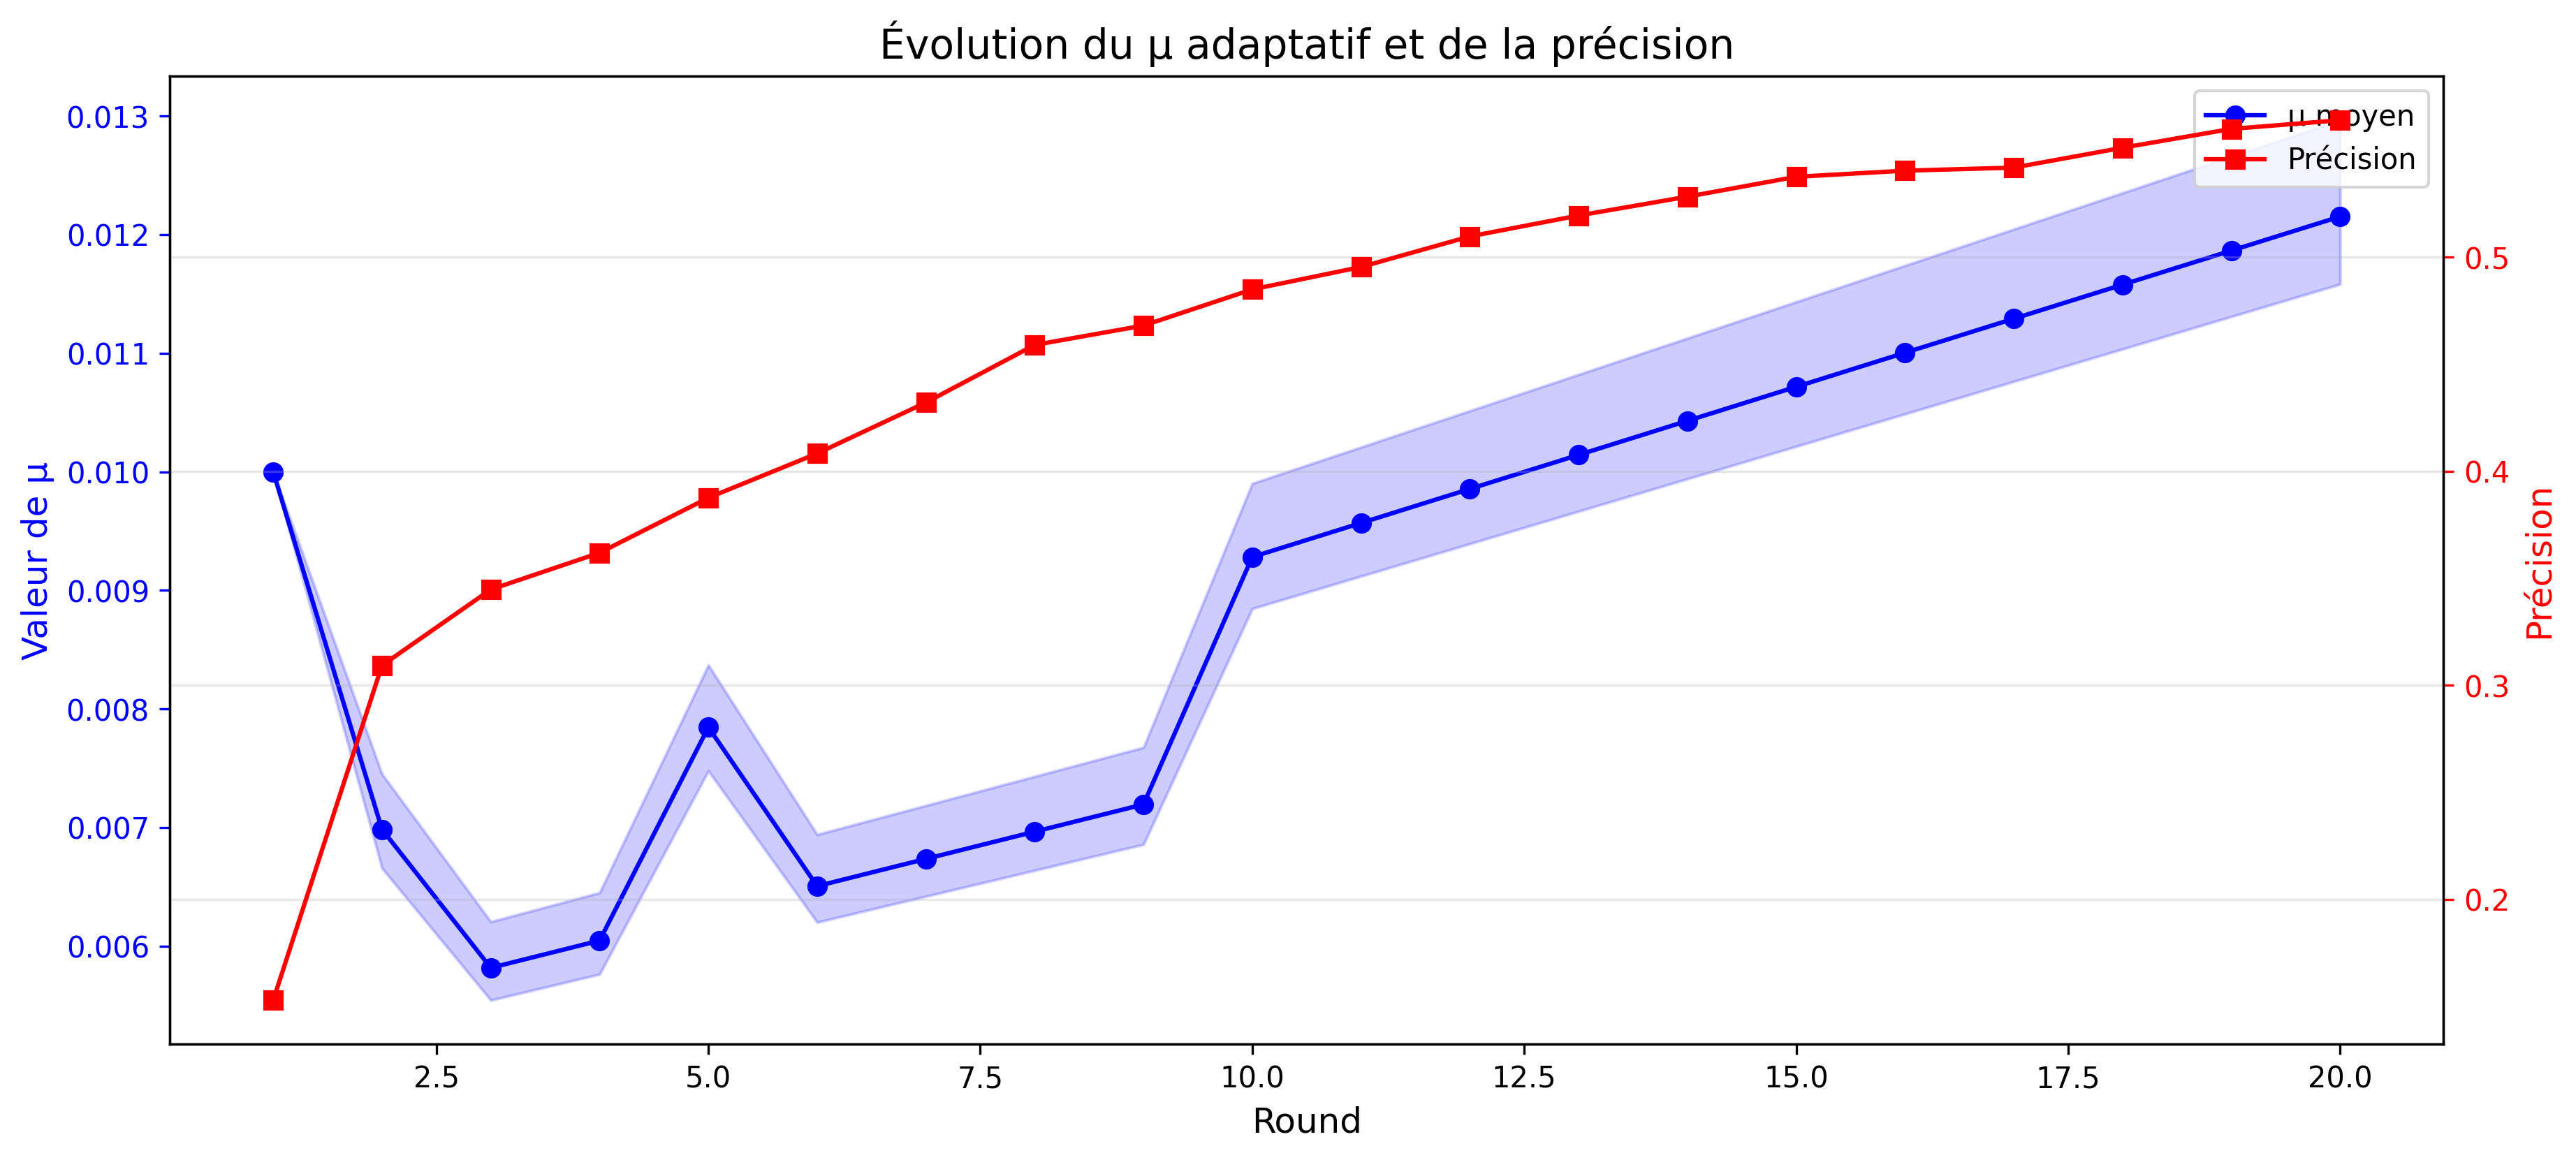 Évolution du µ adaptatif et de la précision
µ moyen
Précision
Valeur de µ
0.013
0.012
0.011
0.010
0.009
0.008
0.007
0.006
0.5
0.4
0.3
0.2
Précision
2.5 5.0 7.5 10.0 12.5 15.0 17.5 20.0
Round